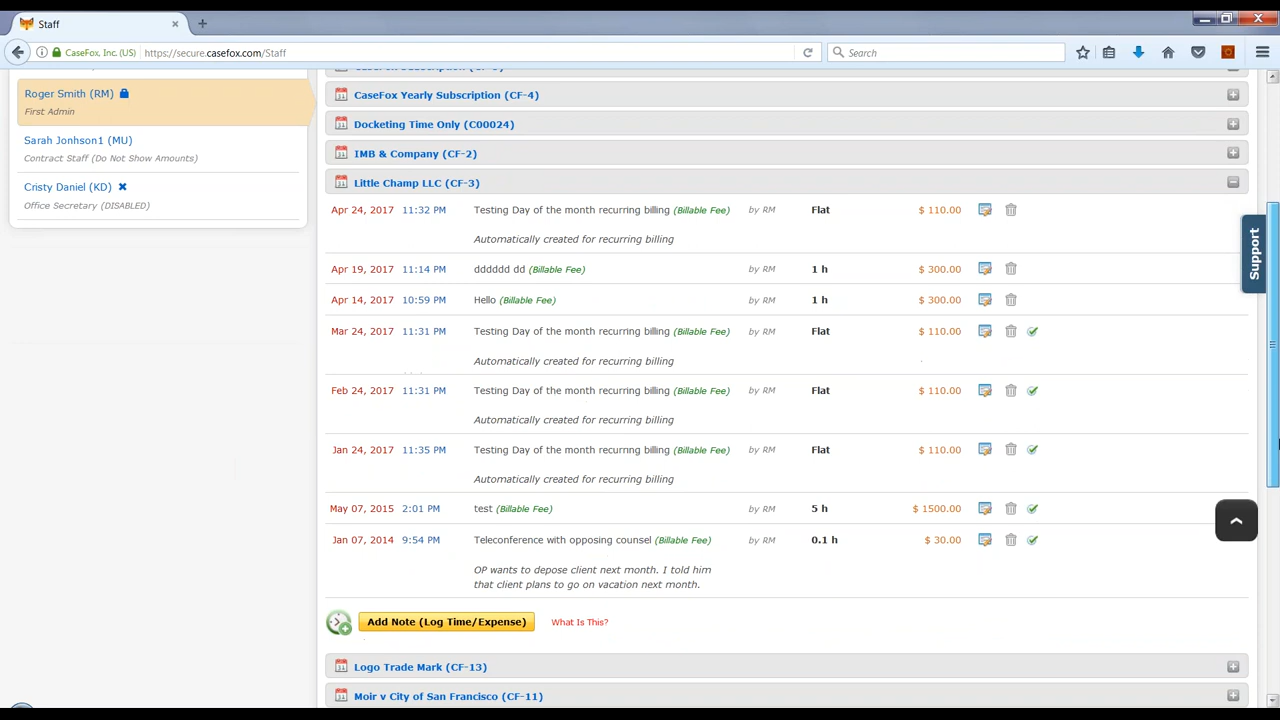 Staff
CaseFox, Inc. (US)
https://secure.casefox.com/Staff
Search
Roger Smith (RM)
First Admin
Sarah Jonhson1 (MU)
Contract Staff (Do Not Show Amounts)
Cristy Daniel (KD)
Office Secretary (DISABLED)
CaseFox Yearly Subscription (CF-4)
Docketing Time Only (C00024)
IMB & Company (CF-2)
Little Champ LLC (CF-3)
Apr 24, 2017 11:32 PM Testing Day of the month recurring billing (Billable Fee) by RM Flat $ 110.00
Automatically created for recurring billing
Apr 19, 2017 11:14 PM dddddd dd (Billable Fee) by RM 1 h $ 300.00
Apr 14, 2017 10:59 PM Hello (Billable Fee) by RM 1 h $ 300.00
Mar 24, 2017 11:31 PM Testing Day of the month recurring billing (Billable Fee) by RM Flat $ 110.00
Automatically created for recurring billing
Feb 24, 2017 11:31 PM Testing Day of the month recurring billing (Billable Fee) by RM Flat $ 110.00
Automatically created for recurring billing
Jan 24, 2017 11:35 PM Testing Day of the month recurring billing (Billable Fee) by RM Flat $ 110.00
Automatically created for recurring billing
May 07, 2015 2:01 PM test (Billable Fee) by RM 5 h $ 1500.00
Jan 07, 2014 9:54 PM Teleconference with opposing counsel (Billable Fee) by RM 0.1 h $ 30.00
OP wants to depose client next month. I told him
that client plans to go on vacation next month.
Add Note (Log Time/Expense) What Is This?
Logo Trade Mark (CF-13)
Moir v City of San Francisco (CF-11)
Support